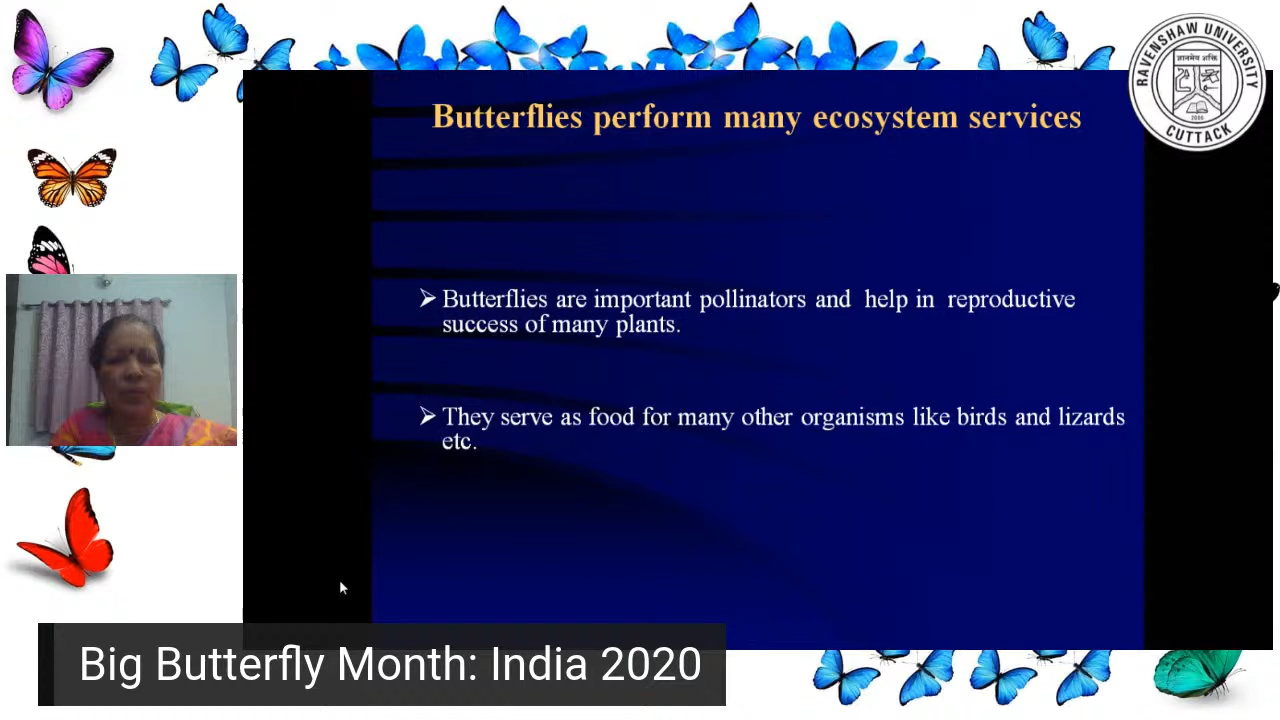 RAVENSHAW UNIVERSITY
CUTTACK
Butterflies perform many ecosystem services
➢ Butterflies are important pollinators and help in reproductive
success of many plants.
➢ They serve as food for many other organisms like birds and lizards
etc.
Big Butterfly Month: India 2020